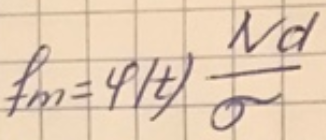 fm = φ(t) Nd/σ